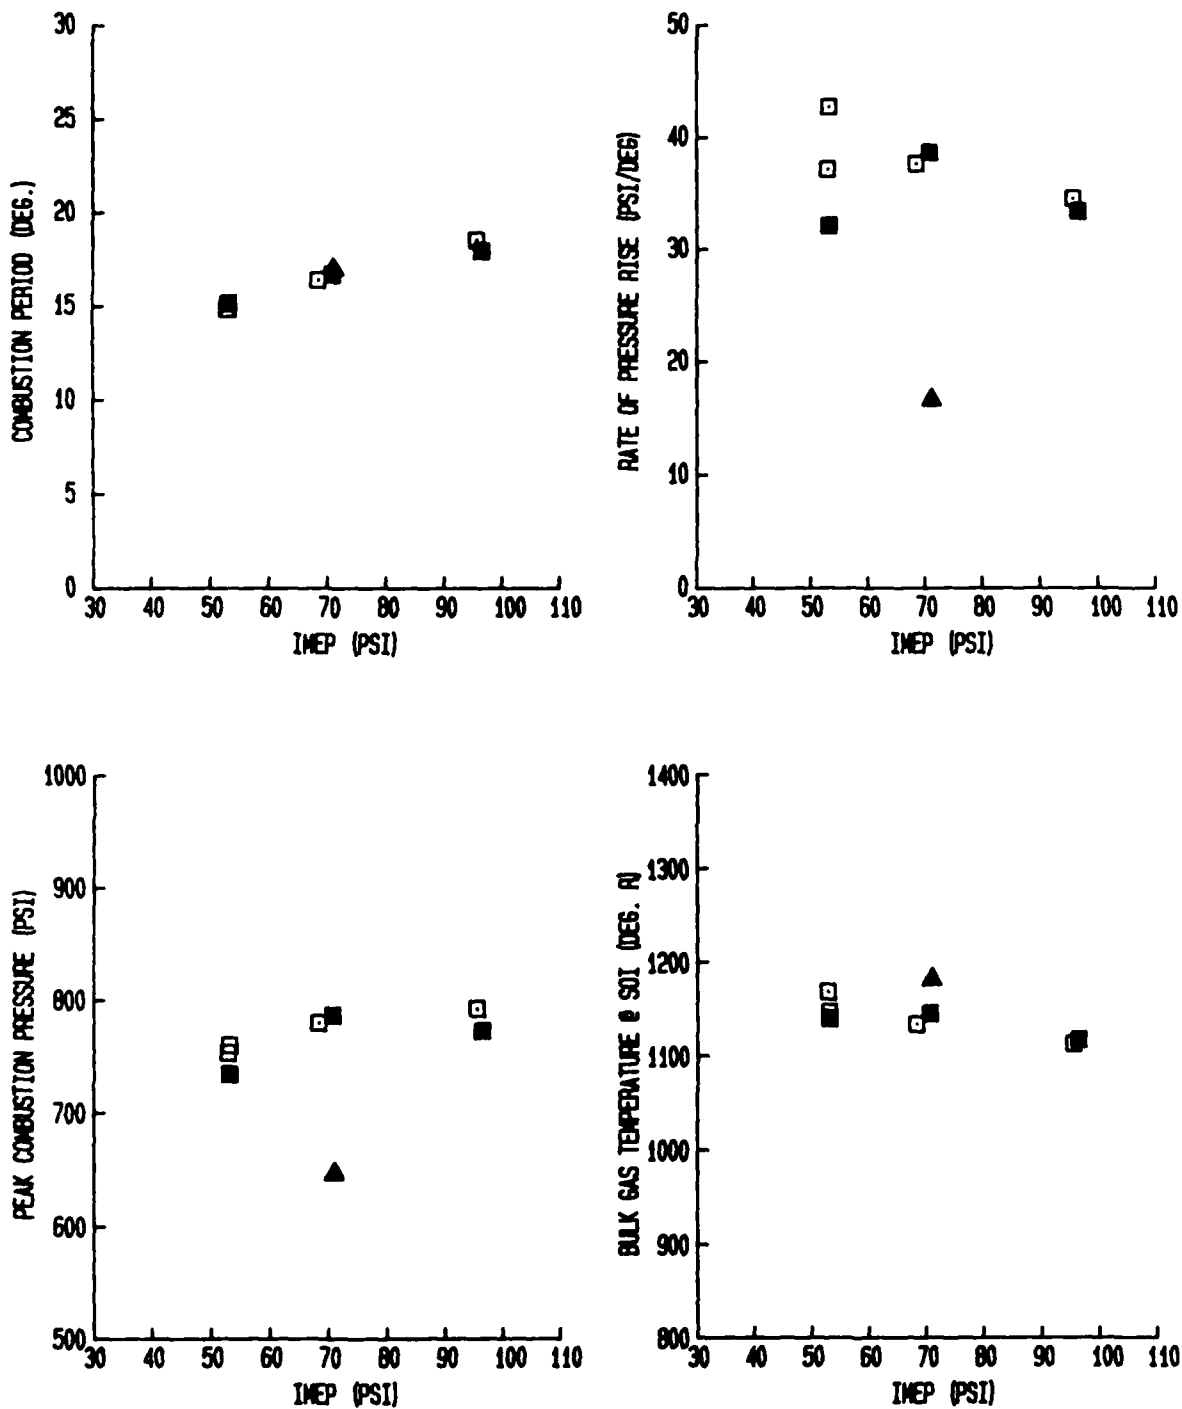 COMBUSTION PERIOD (DEG.)
30
25
20
15
10
5
0
30 40 50 60 70 80 90 100 110
IMEP (PSI)
RATE OF PRESSURE RISE (PSI/DEG)
50
40
30
20
10
0
30 40 50 60 70 80 90 100 110
IMEP (PSI)
PEAK COMBUSTION PRESSURE (PSI)
1000
900
800
700
600
500
30 40 50 60 70 80 90 100 110
IMEP (PSI)
BULK GAS TEMPERATURE @ SOI (DEG. R)
1400
1300
1200
1100
1000
900
800
30 40 50 60 70 80 90 100 110
IMEP (PSI)